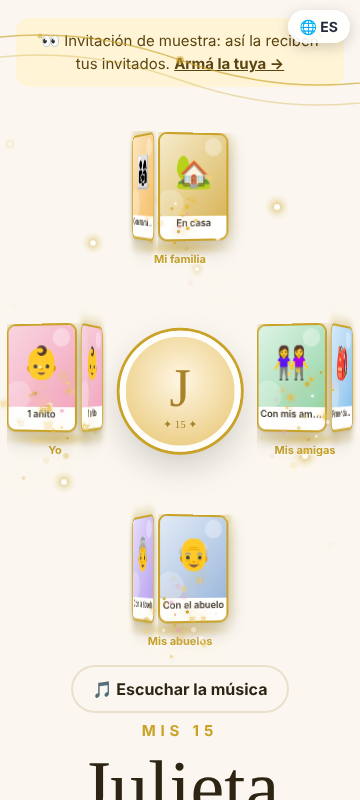 🌐 ES
👀 Invitación de muestra: así la reciben
tus invitados. Armá la tuya →
En casa
Mi familia
1 añito
Con mis am...
J
✦ 15 ✦
Yo
Mis amigas
Con el abuelo
Mis abuelos
🎵 Escuchar la música
MIS 15
Julieta